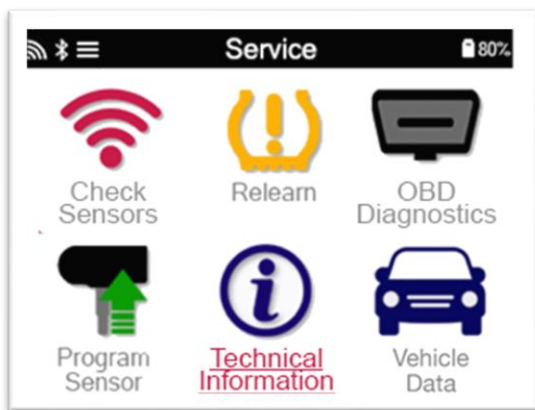 Service
80%
Check
Sensors
Relearn
OBD
Diagnostics
Program
Sensor
Technical
Information
Vehicle
Data